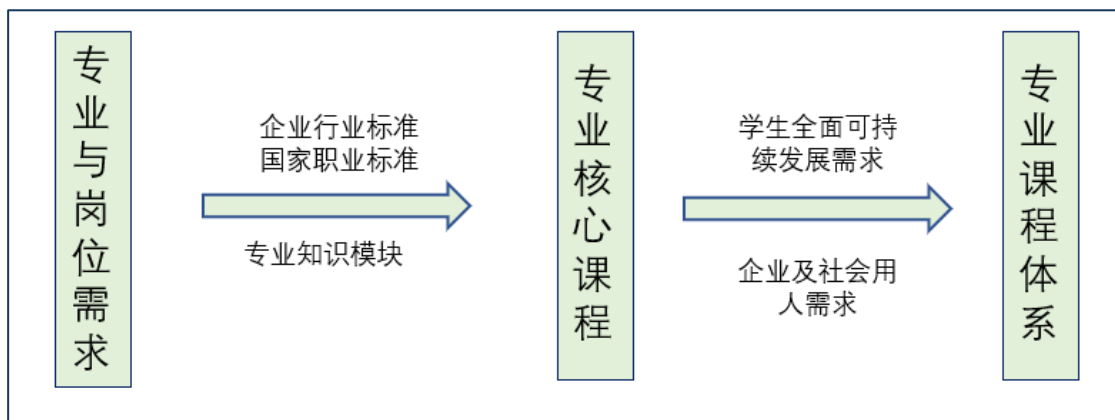 专业与岗位需求
企业行业标准
国家职业标准
专业知识模块
专业核心课程
学生全面可持
续发展需求
企业及社会用
人需求
专业课程体系